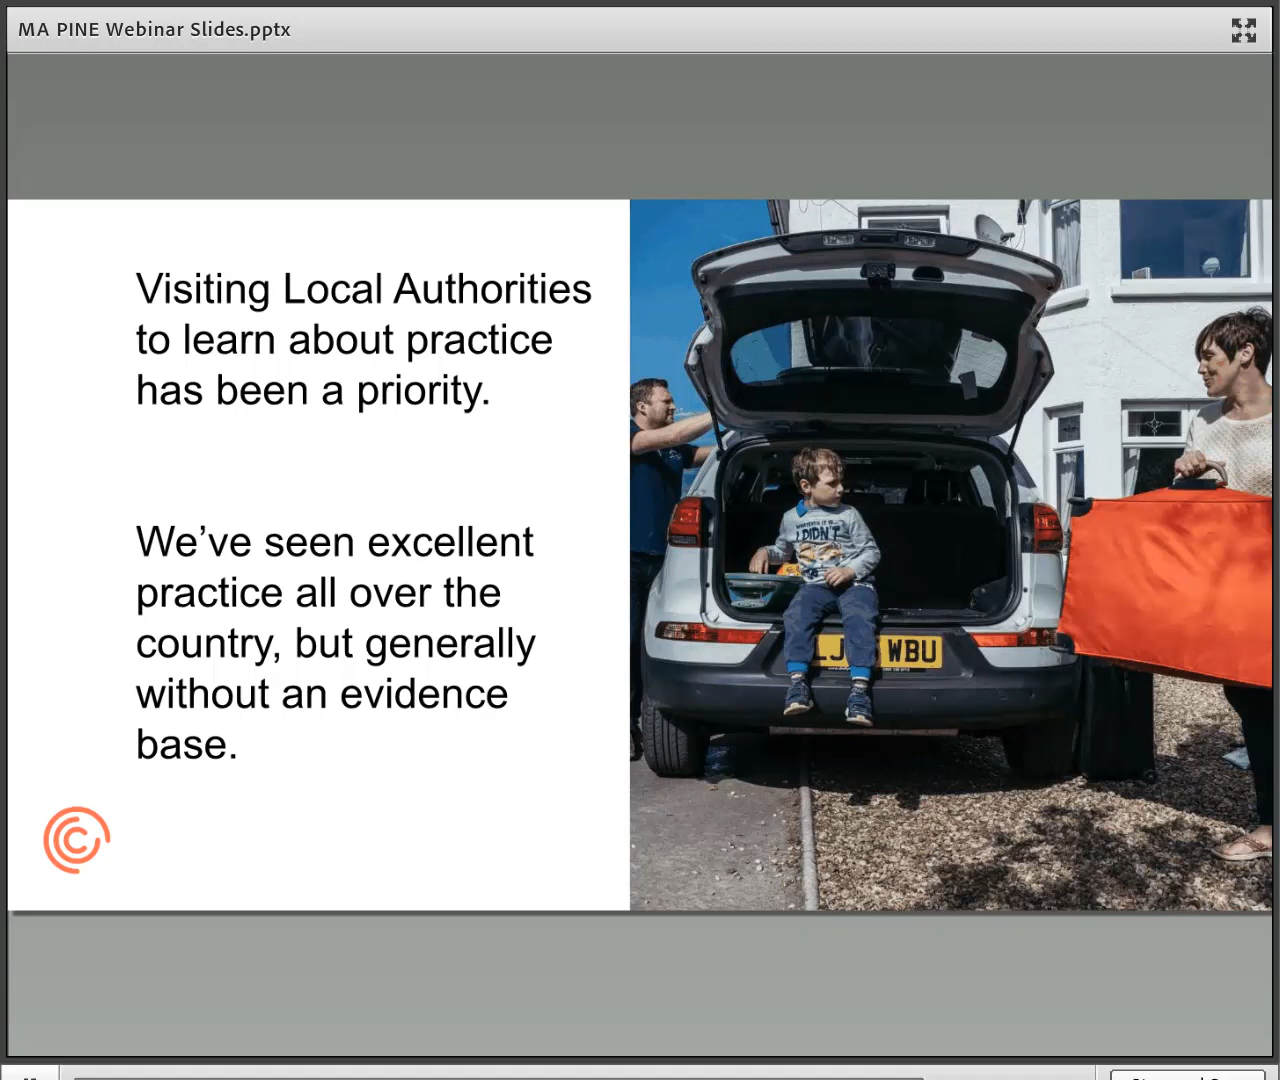 MA PINE Webinar Slides.pptx
Visiting Local Authorities
to learn about practice
has been a priority.
We’ve seen excellent
practice all over the
country, but generally
without an evidence
base.
I DIDN'T
WBU